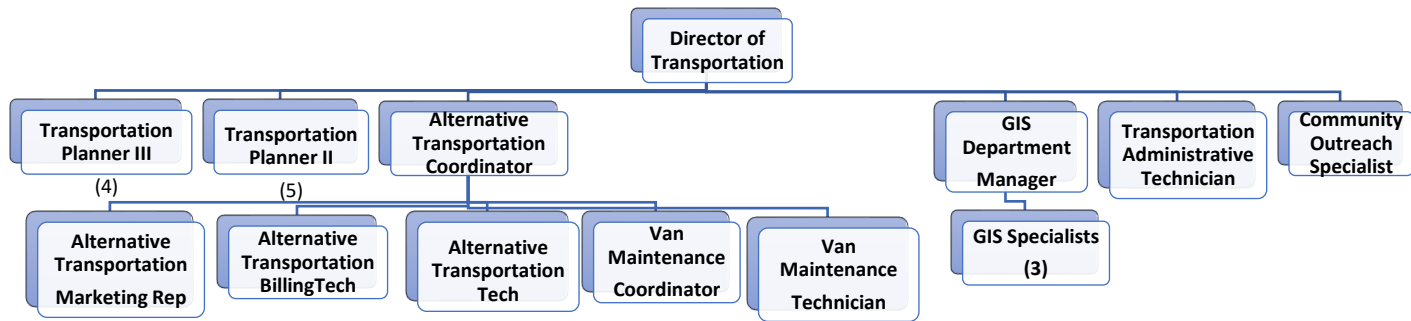 Director of
Transportation
Transportation
Planner III
(4)
Transportation
Planner II
(5)
Alternative
Transportation
Coordinator
GIS
Department
Manager
Transportation
Administrative
Technician
Community
Outreach
Specialist
Alternative
Transportation
Marketing Rep
Alternative
Transportation
BillingTech
Alternative
Transportation
Tech
Van
Maintenance
Coordinator
Van
Maintenance
Technician
GIS Specialists
(3)